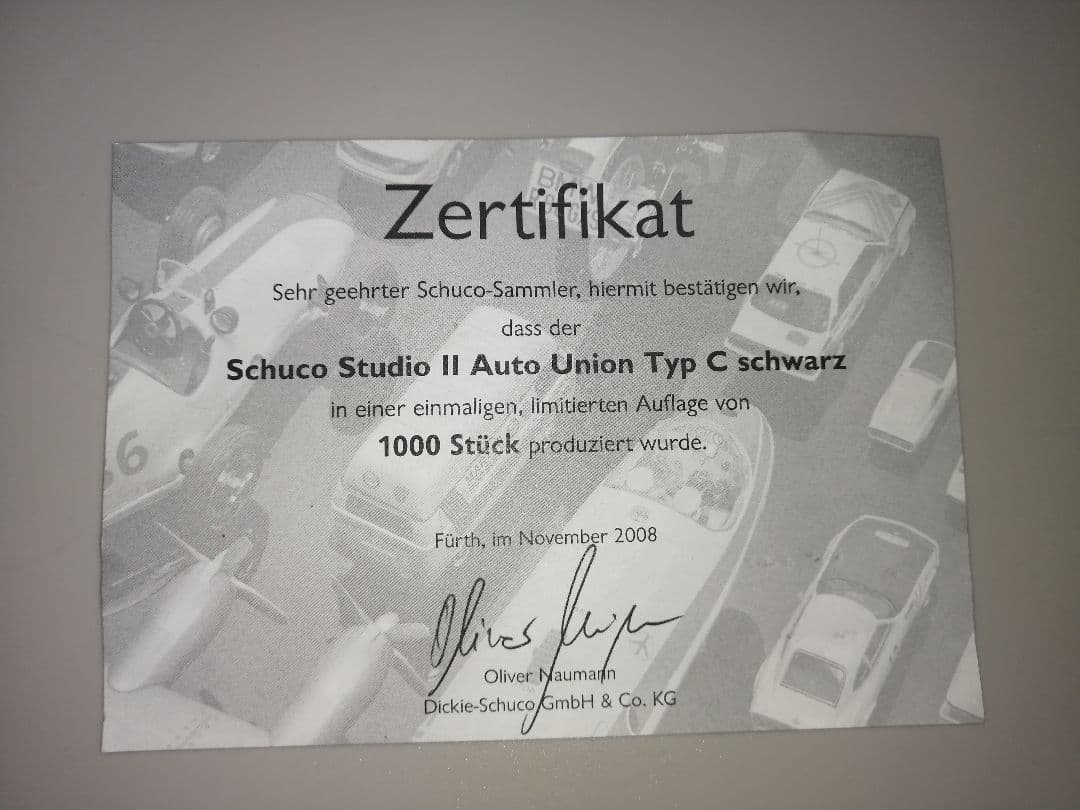 Zertifikat
Sehr geehrter Schuco-Sammler, hiermit bestätigen wir,
dass der
Schuco Studio II Auto Union Typ C schwarz
in einer einmaligen, limitierten Auflage von
1000 Stück produziert wurde.
Fürth, im November 2008
Oliver Naumann
Dickie-Schuco GmbH & Co. KG